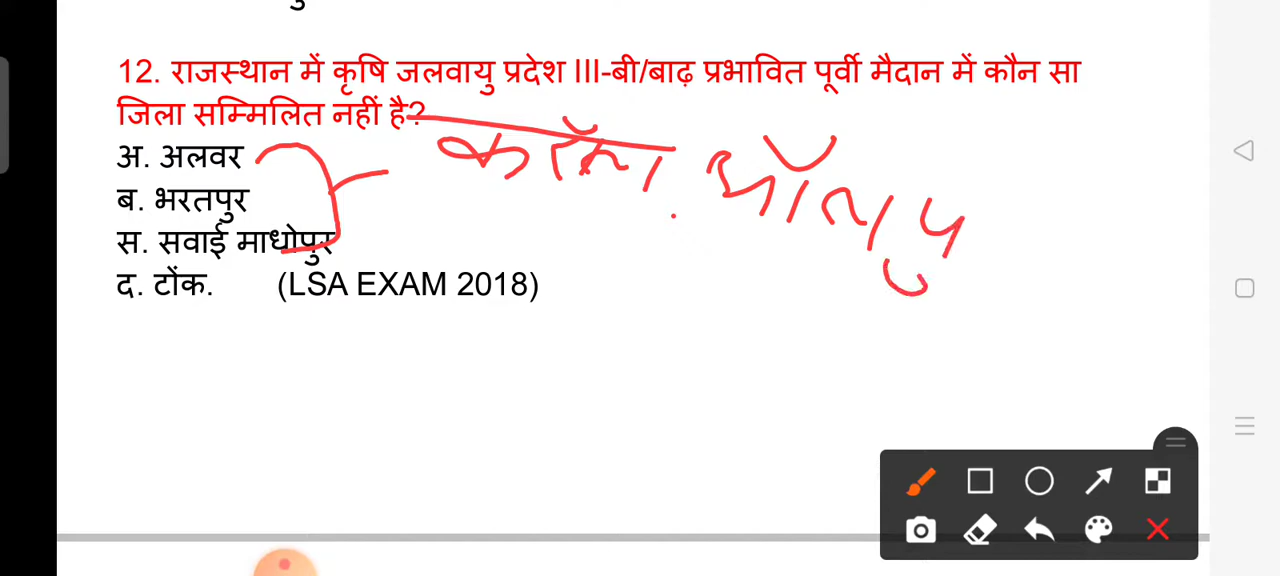 12. राजस्थान में कृषि जलवायु प्रदेश III-बी/बाढ़ प्रभावित पूर्वी मैदान में कौन सा
जिला सम्मिलित नहीं है?
अ. अलवर
ब. भरतपुर
स. सवाई माधोपुर
द. टोंक. (LSA EXAM 2018)